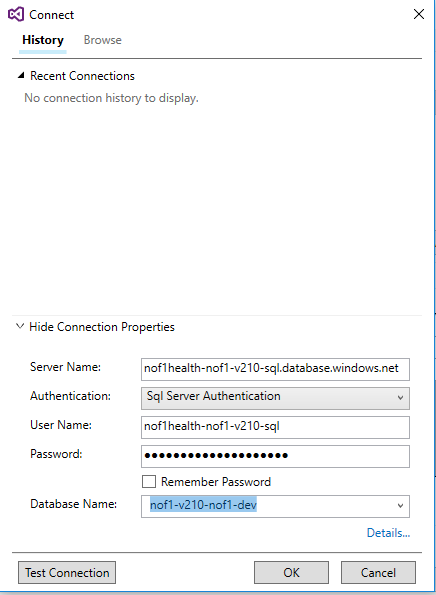 Connect
History Browse
Recent Connections
No connection history to display.
Hide Connection Properties
Server Name: nof1health-nof1-v210-sql.database.windows.net
Authentication: Sql Server Authentication
User Name: nof1health-nof1-v210-sql
Password: ●●●●●●●●●●●●●●●●●●●●
Remember Password
Database Name: nof1-v210-nof1-dev
Details...
Test Connection OK Cancel